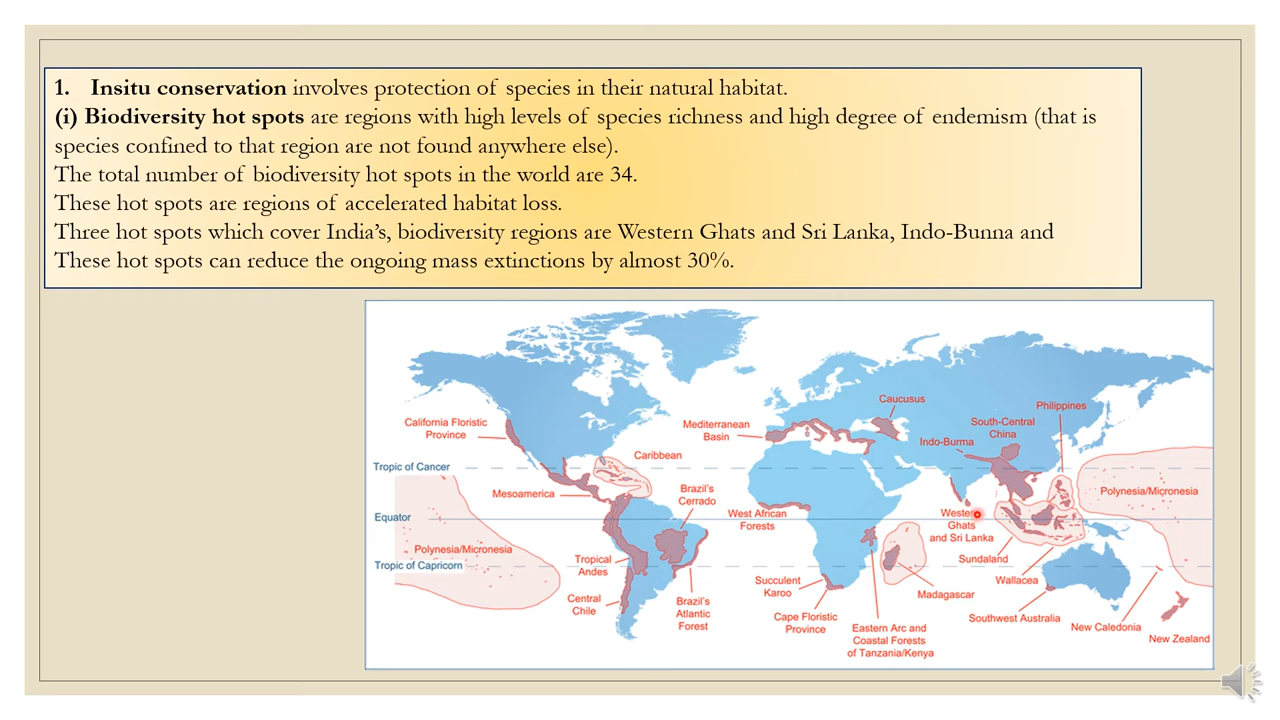 1. Insitu conservation involves protection of species in their natural habitat.
(i) Biodiversity hot spots are regions with high levels of species richness and high degree of endemism (that is
species confined to that region are not found anywhere else).
The total number of biodiversity hot spots in the world are 34.
These hot spots are regions of accelerated habitat loss.
Three hot spots which cover India's, biodiversity regions are Western Ghats and Sri Lanka, Indo-Bunna and
These hot spots can reduce the ongoing mass extinctions by almost 30%.
Caucusus
Philippines
California Floristic
Province
Mediterranean
Basin
South-Central
China
Indo-Burma
Caribbean
Tropic of Cancer
Mesoamerica
Brazil's
Cerrado
Polynesia/Micronesia
West African
Forests
Western
Ghats
and Sri Lanka
Equator
Polynesia/Micronesia
Tropical
Andes
Sundaland
Tropic of Capricorn
Succulent
Karoo
Wallacea
Madagascar
Central
Chile
Brazil's
Atlantic
Forest
Cape Floristic
Province
Southwest Australia
Eastern Arc and
Coastal Forests
of Tanzania/Kenya
New Caledonia
New Zealand